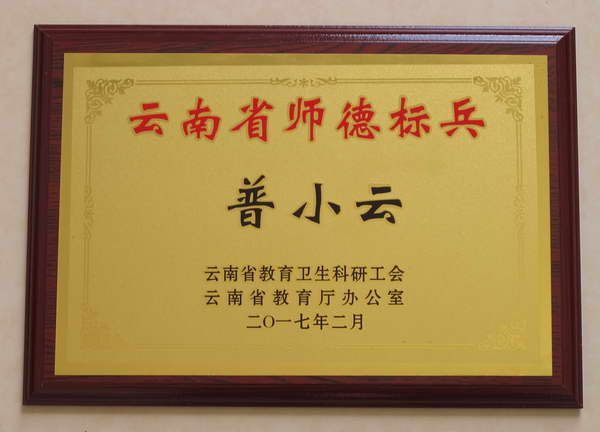 云南省师德标兵
普小云
云南省教育卫生科研工会
云南省教育厅办公室
二〇一七年二月